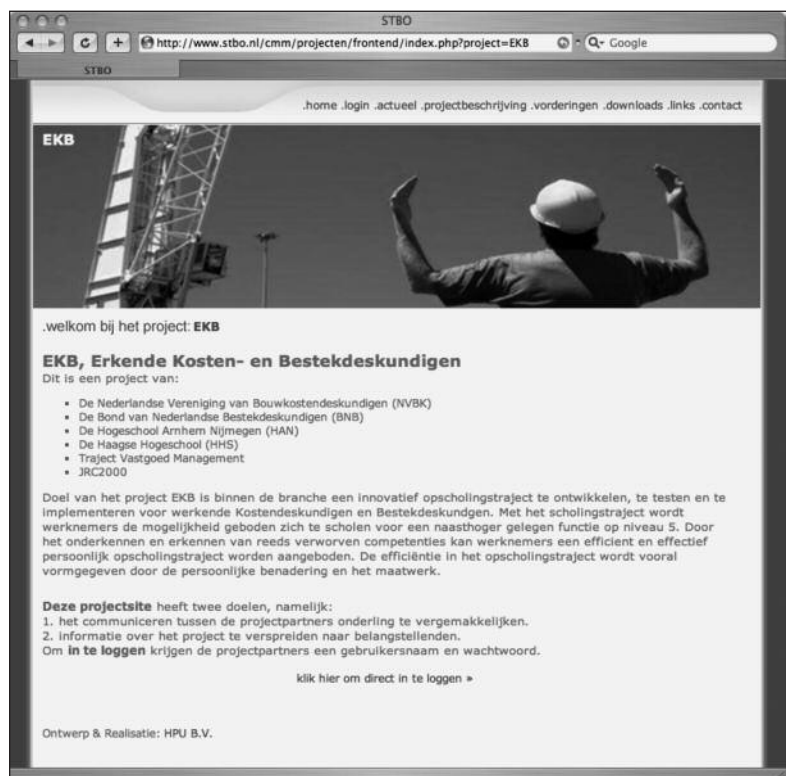 STBO
http://www.stbo.nl/cmm/projecten/frontend/index.php?project=EKB
Google
STBO
.home .login .actueel .projectbeschrijving .vorderingen .downloads .links .contact
EKB
.welkom bij het project: EKB
EKB, Erkende Kosten- en Bestekdeskundigen
Dit is een project van:
De Nederlandse Vereniging van Bouwkostendeskundigen (NVBK)
De Bond van Nederlandse Bestekdeskundigen (BNB)
De Hogeschool Arnhem Nijmegen (HAN)
De Haagse Hogeschool (HHS)
Traject Vastgoed Management
JRC2000
Doel van het project EKB is binnen de branche een innovatief opscholingstraject te ontwikkelen, te testen en te
implementeren voor werkende Kostendeskundigen en Bestekdeskundgen. Met het scholingstraject wordt
werknemers de mogelijkheid geboden zich te scholen voor een naasthoger gelegen functie op niveau 5. Door
het onderkennen en erkennen van reeds verworven competenties kan werknemers een efficient en effectief
persoonlijk opscholingstraject worden aangeboden. De efficiëntie in het opscholingstraject wordt vooral
vormgegeven door de persoonlijke benadering en het maatwerk.
Deze projectsite heeft twee doelen, namelijk:
1. het communiceren tussen de projectpartners onderling te vergemakkelijken.
2. informatie over het project te verspreiden naar belangstellenden.
Om in te loggen krijgen de projectpartners een gebruikersnaam en wachtwoord.
klik hier om direct in te loggen »
Ontwerp & Realisatie: HPU B.V.